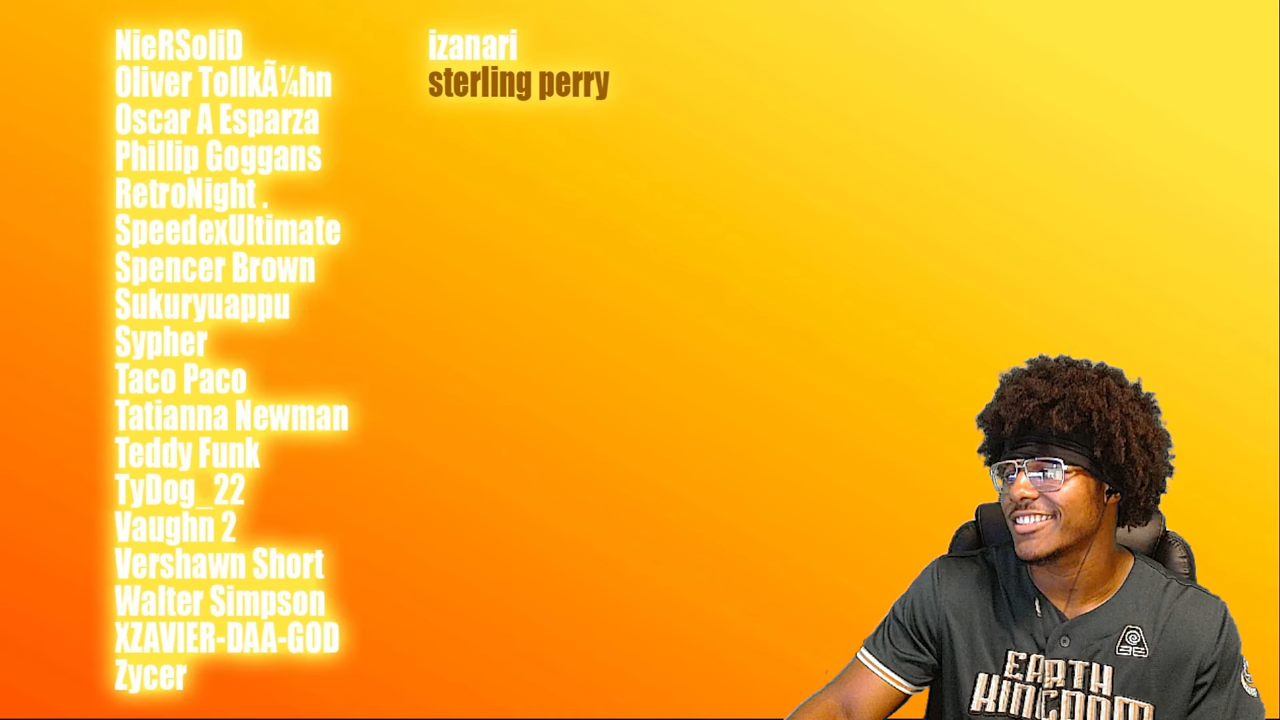 NieRSoliD
Oliver TollkÃ¼hn
Oscar A Esparza
Phillip Goggans
RetroNight .
SpeedexUltimate
Spencer Brown
Sukuryuappu
Sypher
Taco Paco
Tatianna Newman
Teddy Funk
TyDog_22
Vaughn 2
Vershawn Short
Walter Simpson
XZAVIER-DAA-GOD
Zycer
izanari
sterling perry
EARTH
KINGDOM